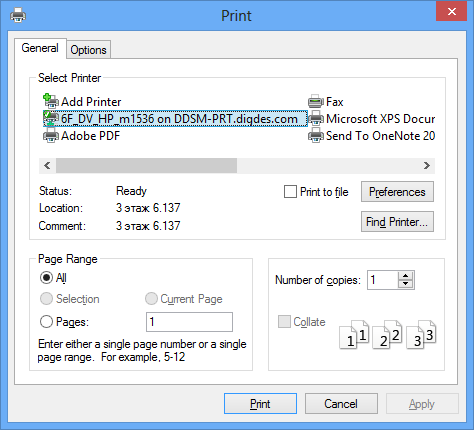 Print
General
Options
Select Printer
Add Printer
Fax
6F_DV_HP_m1536 on DDSM-PRT.digdes.com
Microsoft XPS Docur
Adobe PDF
Send To OneNote 20
Status: Ready
Print to file
Preferences
Location: 3 этаж 6.137
Comment: 3 этаж 6.137
Find Printer...
Page Range
All
Selection
Current Page
Pages: 1
Enter either a single page number or a single
page range. For example, 5-12
Number of copies: 1
Collate
1 1 2 2 3 3
Print
Cancel
Apply